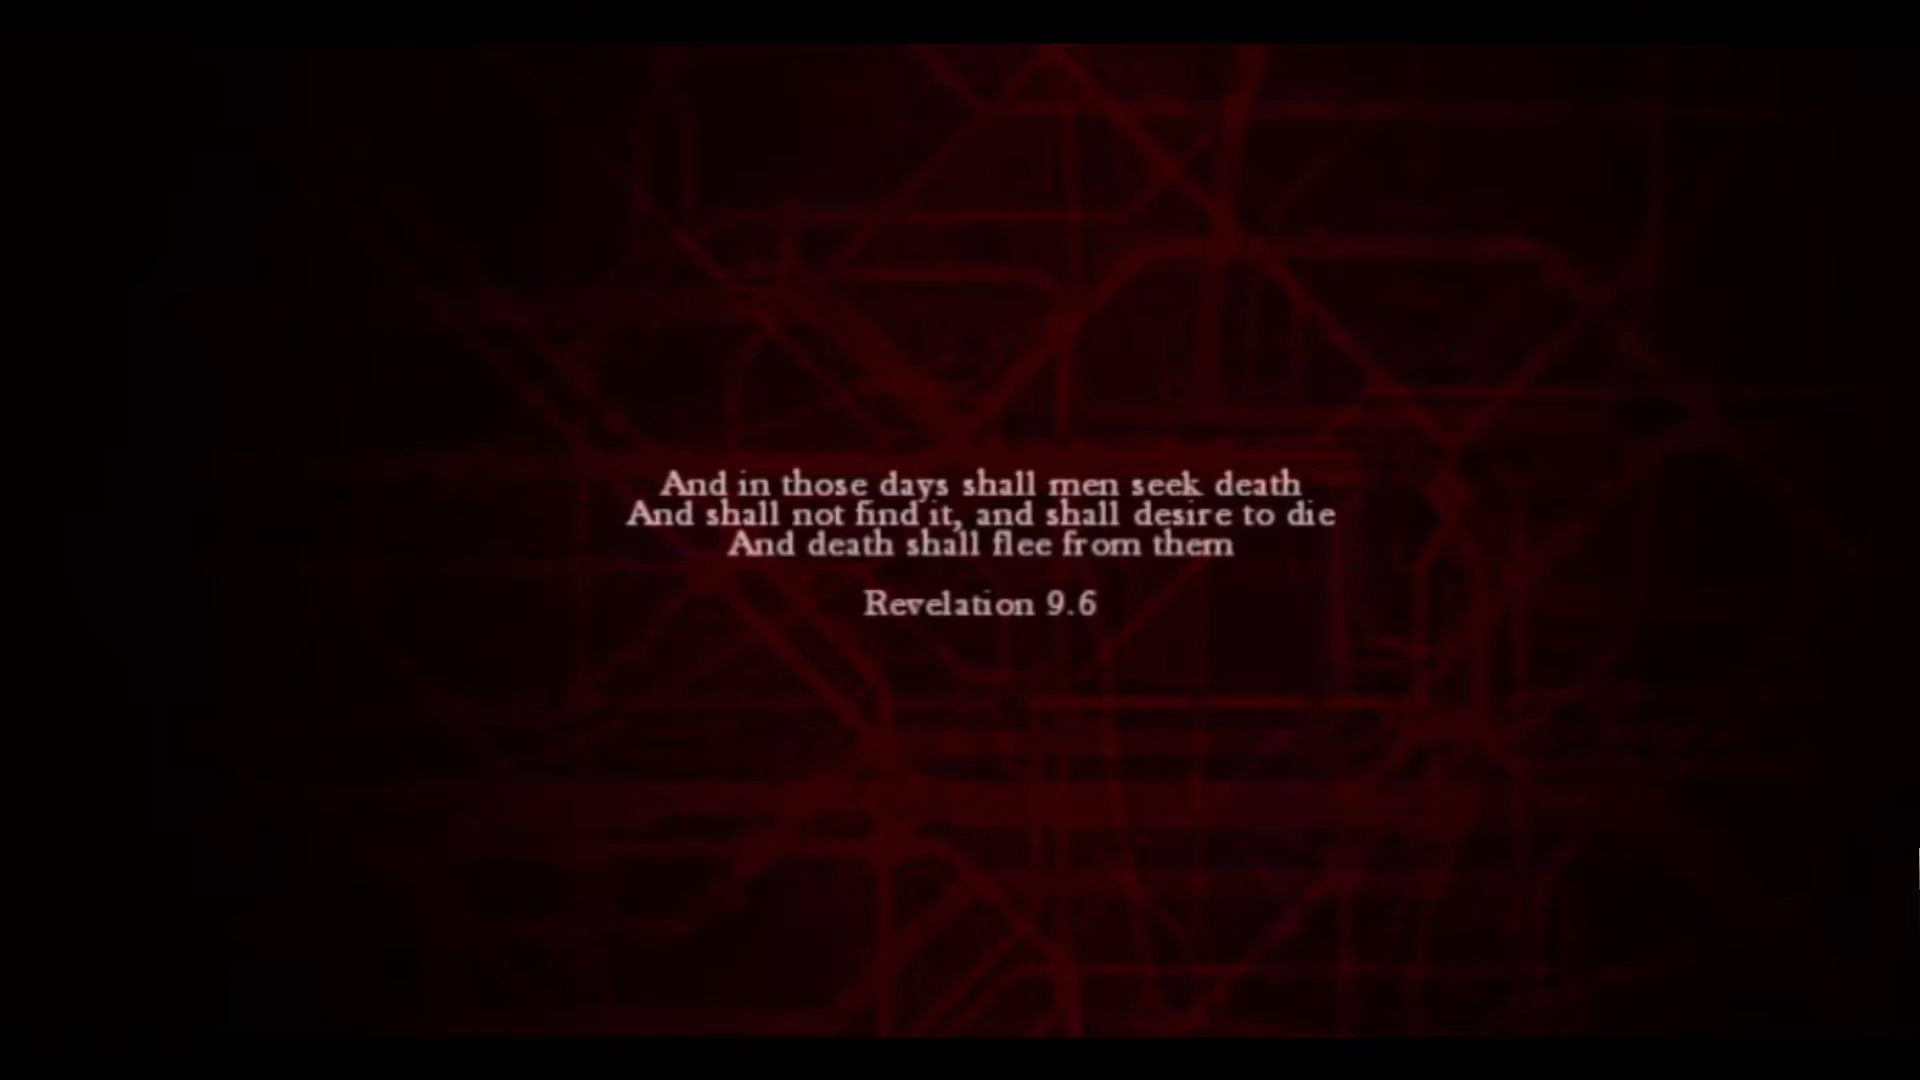 And in those days shall men seek death
And shall not find it, and shall desire to die
And death shall flee from them
Revelation 9.6